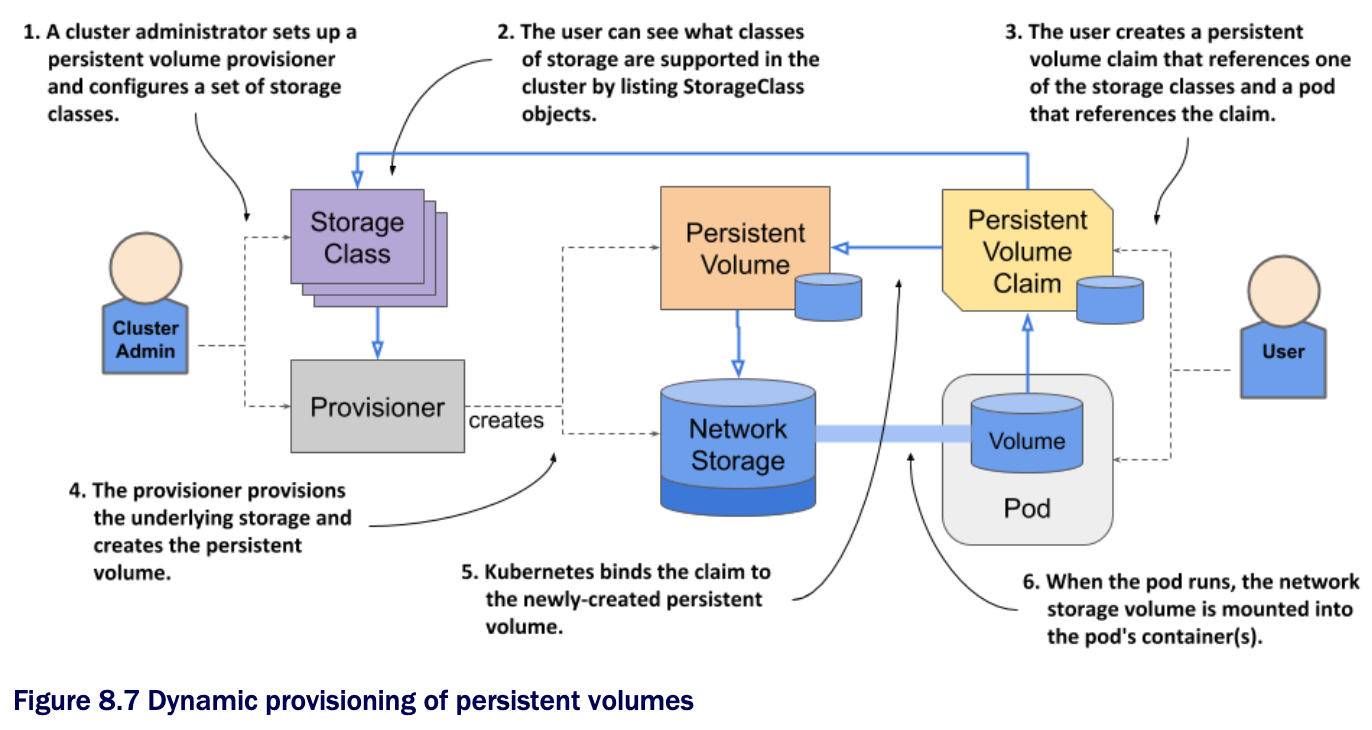 1. A cluster administrator sets up a
persistent volume provisioner
and configures a set of storage
classes.
2. The user can see what classes
of storage are supported in the
cluster by listing StorageClass
objects.
3. The user creates a persistent
volume claim that references one
of the storage classes and a pod
that references the claim.
Storage
Class
Persistent
Volume
Persistent
Volume
Claim
Cluster
Admin
User
Provisioner
creates
Network
Storage
Volume
Pod
4. The provisioner provisions
the underlying storage and
creates the persistent
volume.
5. Kubernetes binds the claim to
the newly-created persistent
volume.
6. When the pod runs, the network
storage volume is mounted into
the pod's container(s).
Figure 8.7 Dynamic provisioning of persistent volumes